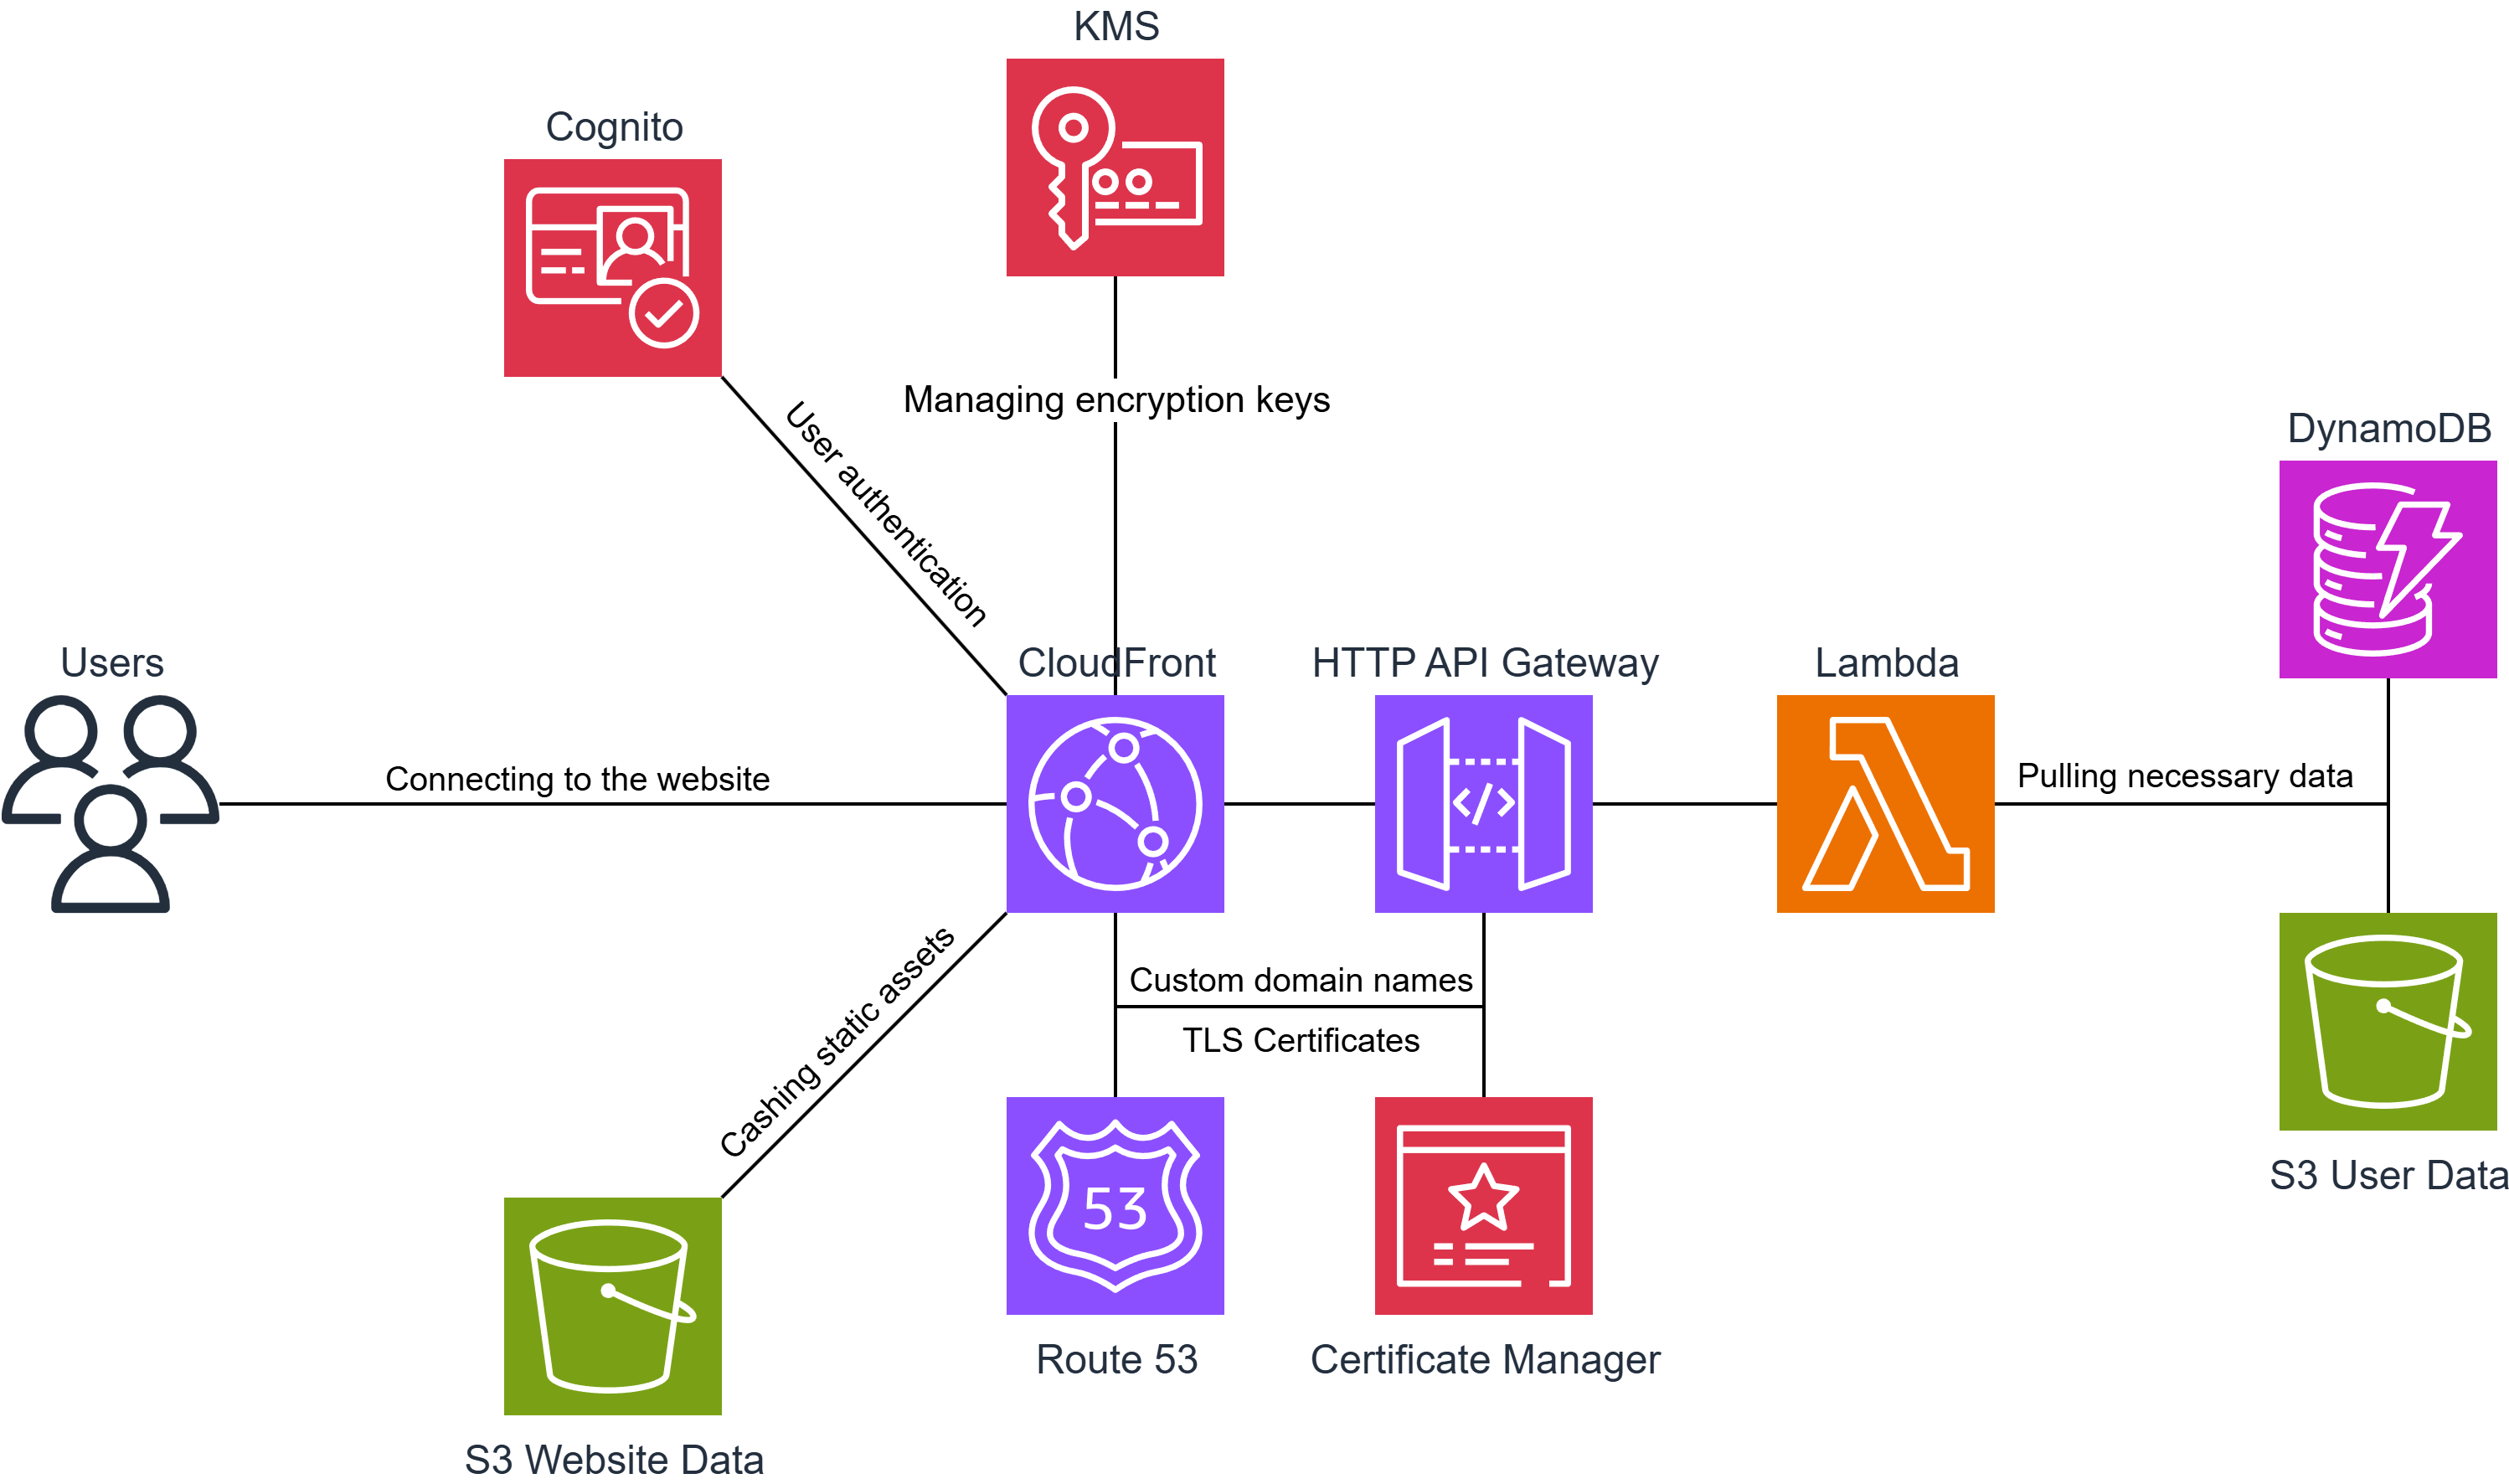 KMS
Cognito
Managing encryption keys
User authentication
DynamoDB
Users
CloudFront
HTTP API Gateway
Lambda
Connecting to the website
Pulling necessary data
Cashing static assets
Custom domain names
TLS Certificates
S3 User Data
53
Route 53
Certificate Manager
S3 Website Data